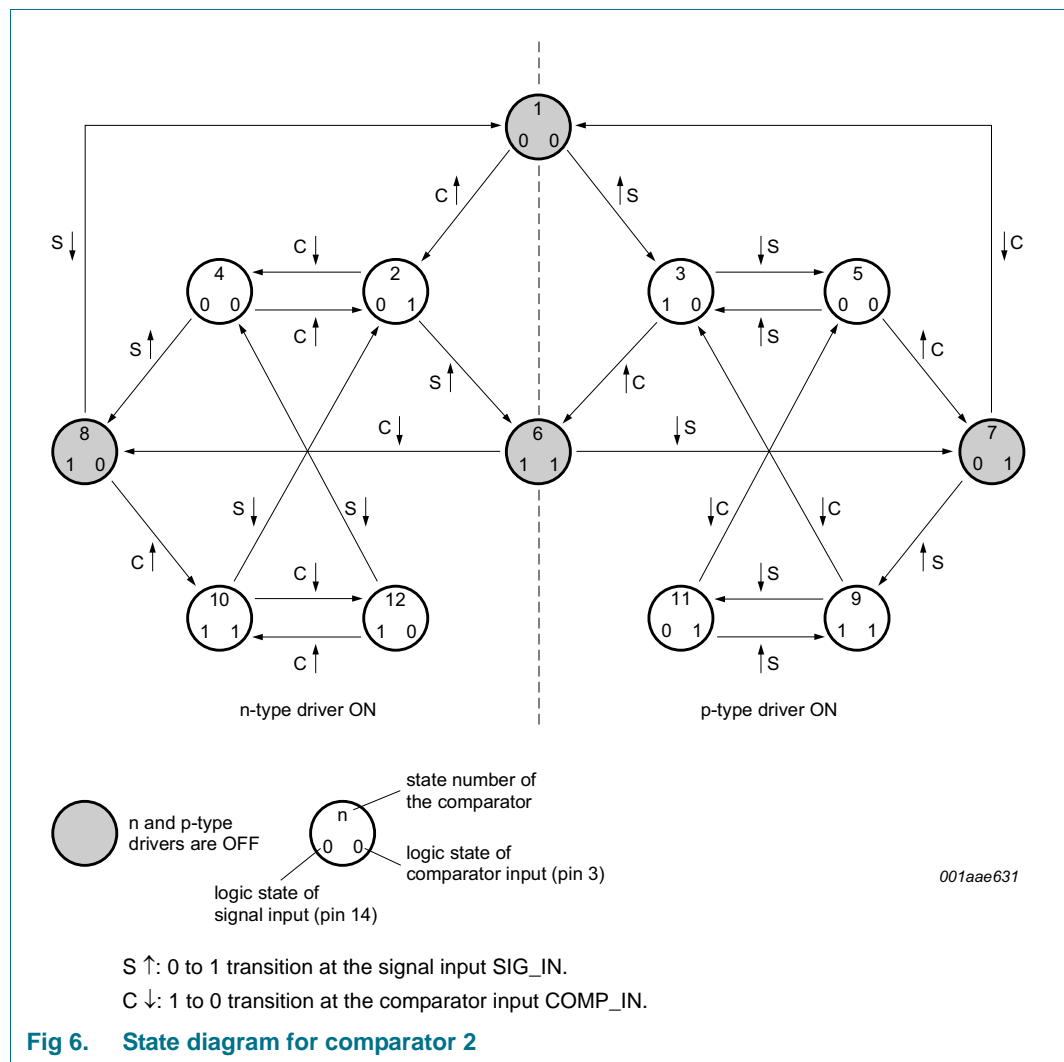 1
0 0
C ↑
↑ S
S ↓
C ↓
↓ S
↓ C
4
0 0
2
0 1
3
1 0
5
0 0
C ↑
↑ S
S ↑
S ↑
↑ C
↑ C
8
1 0
C ↓
6
1 1
↓ S
7
0 1
S ↓
S ↓
↓ C
↓ C
C ↑
C ↓
↓ S
↑ S
10
1 1
12
1 0
11
0 1
9
1 1
C ↑
↑ S
n-type driver ON
p-type driver ON
state number of
the comparator
n and p-type
drivers are OFF
n
0 0
logic state of
comparator input (pin 3)
logic state of
signal input (pin 14)
001aae631
S ↑: 0 to 1 transition at the signal input SIG_IN.
C ↓: 1 to 0 transition at the comparator input COMP_IN.
Fig 6. State diagram for comparator 2